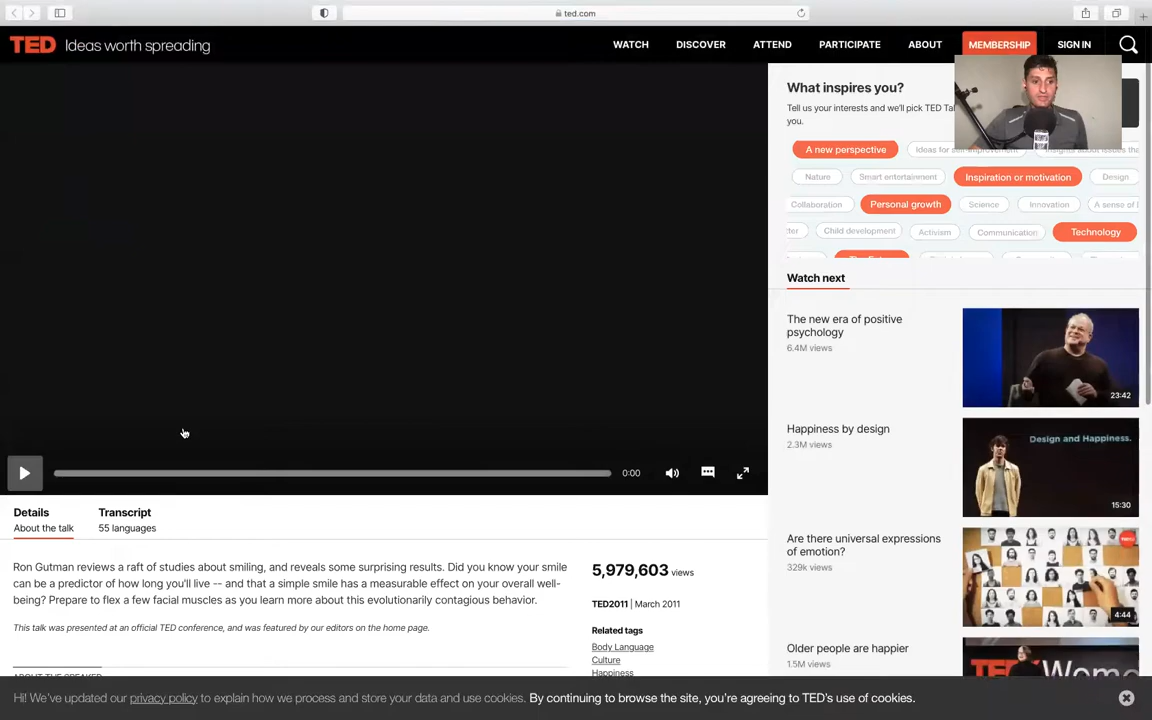 ted.com
TED Ideas worth spreading
WATCH DISCOVER ATTEND PARTICIPATE ABOUT MEMBERSHIP SIGN IN
What inspires you?
Tell us your interests and we'll pick TED Ta
you.
A new perspective Ideas for
Nature Smart entertainment Inspiration or motivation Design
Collaboration Personal growth Science Innovation A sense of
Child development Activism Communication Technology
Watch next
The new era of positive
psychology
6.4M views
23:42
Happiness by design
2.3M views
Design and Happiness.
15:30
Are there universal expressions
of emotion?
329k views
4:44
Older people are happier
1.5M views
TED Wome
0:00
Details Transcript
About the talk 55 languages
Ron Gutman reviews a raft of studies about smiling, and reveals some surprising results. Did you know your smile
can be a predictor of how long you'll live -- and that a simple smile has a measurable effect on your overall well-
being? Prepare to flex a few facial muscles as you learn more about this evolutionarily contagious behavior.
This talk was presented at an official TED conference, and was featured by our editors on the home page.
5,979,603 views
TED2011 | March 2011
Related tags
Body Language
Culture
Happiness
Hi! We've updated our privacy policy to explain how we process and store your data and use cookies. By continuing to browse the site, you're agreeing to TED's use of cookies.